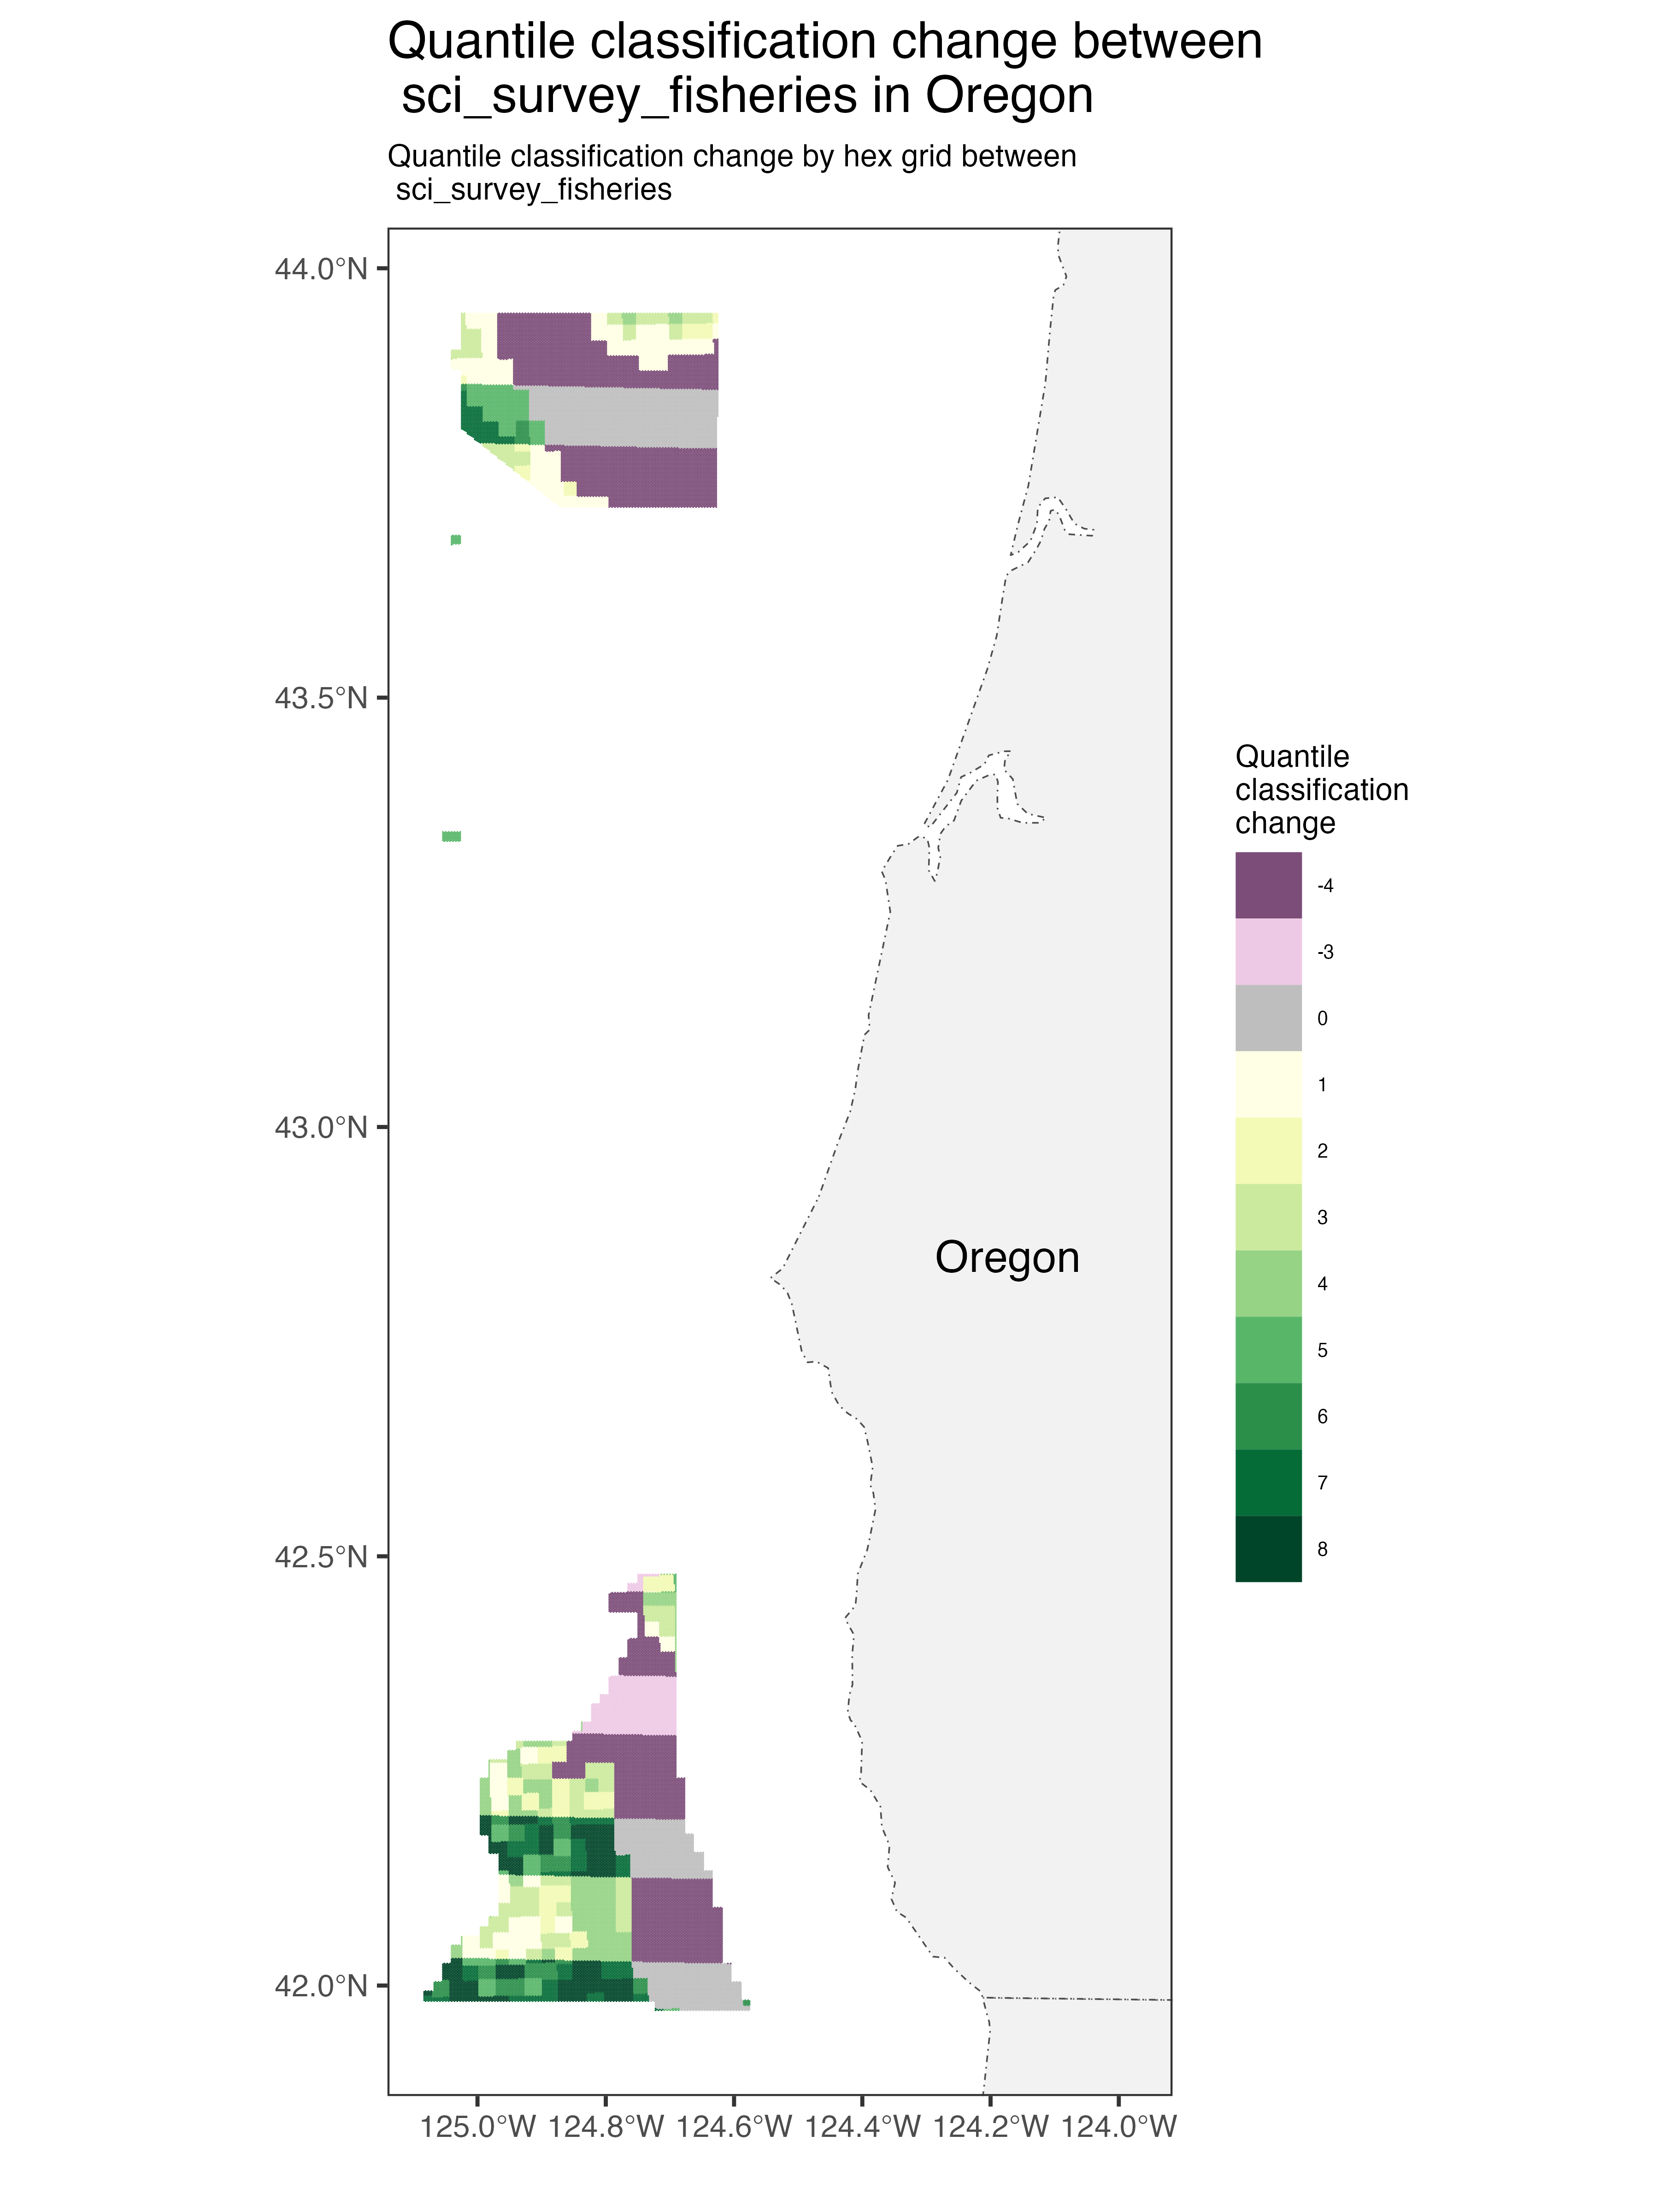 Quantile classification change between
sci_survey_fisheries in Oregon
Quantile classification change by hex grid between
sci_survey_fisheries
44.0°N
43.5°N
43.0°N
42.5°N
42.0°N
Oregon
125.0°W 124.8°W 124.6°W 124.4°W 124.2°W 124.0°W
Quantile
classification
change
-4
-3
0
1
2
3
4
5
6
7
8